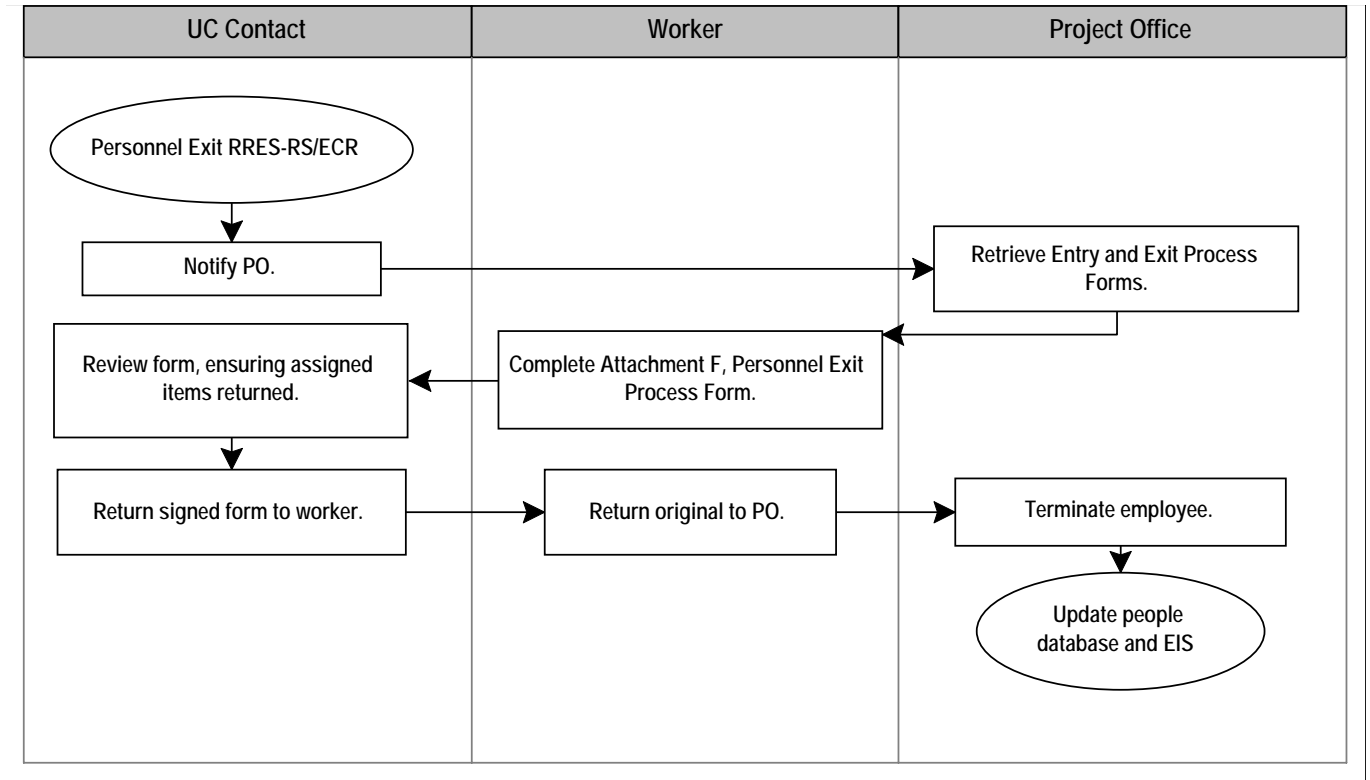 UC Contact
Worker
Project Office
Personnel Exit RRES-RS/ECR
Notify PO.
Retrieve Entry and Exit Process
Forms.
Complete Attachment F, Personnel Exit
Process Form.
Review form, ensuring assigned
items returned.
Return signed form to worker.
Return original to PO.
Terminate employee.
Update people
database and EIS